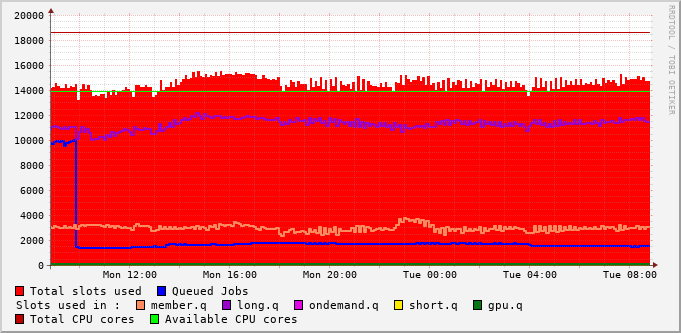 20000
18000
16000
14000
12000
10000
8000
6000
4000
2000
0
Mon 12:00 Mon 16:00 Mon 20:00 Tue 00:00 Tue 04:00 Tue 08:00
RRDTOOL / TOBI OETIKER
Total slots used Queued Jobs
Slots used in : member.q long.q ondemand.q short.q gpu.q
Total CPU cores Available CPU cores